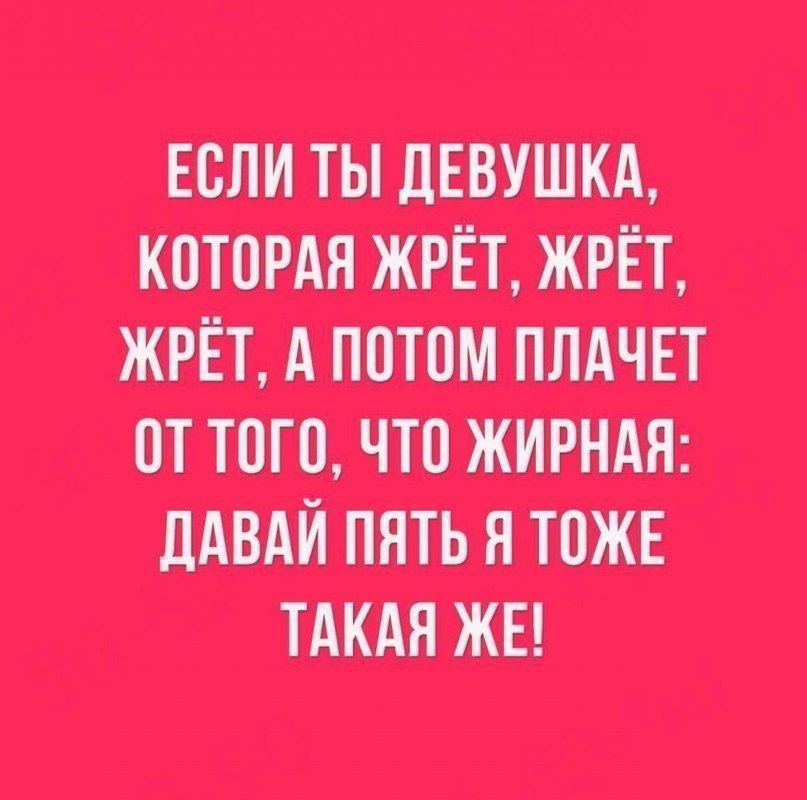 ЕСЛИ ТЫ ДЕВУШКА,
КОТОРАЯ ЖРЁТ, ЖРЁТ,
ЖРЁТ, А ПОТОМ ПЛАЧЕТ
ОТ ТОГО, ЧТО ЖИРНАЯ:
ДАВАЙ ПЯТЬ Я ТОЖЕ
ТАКАЯ ЖЕ!